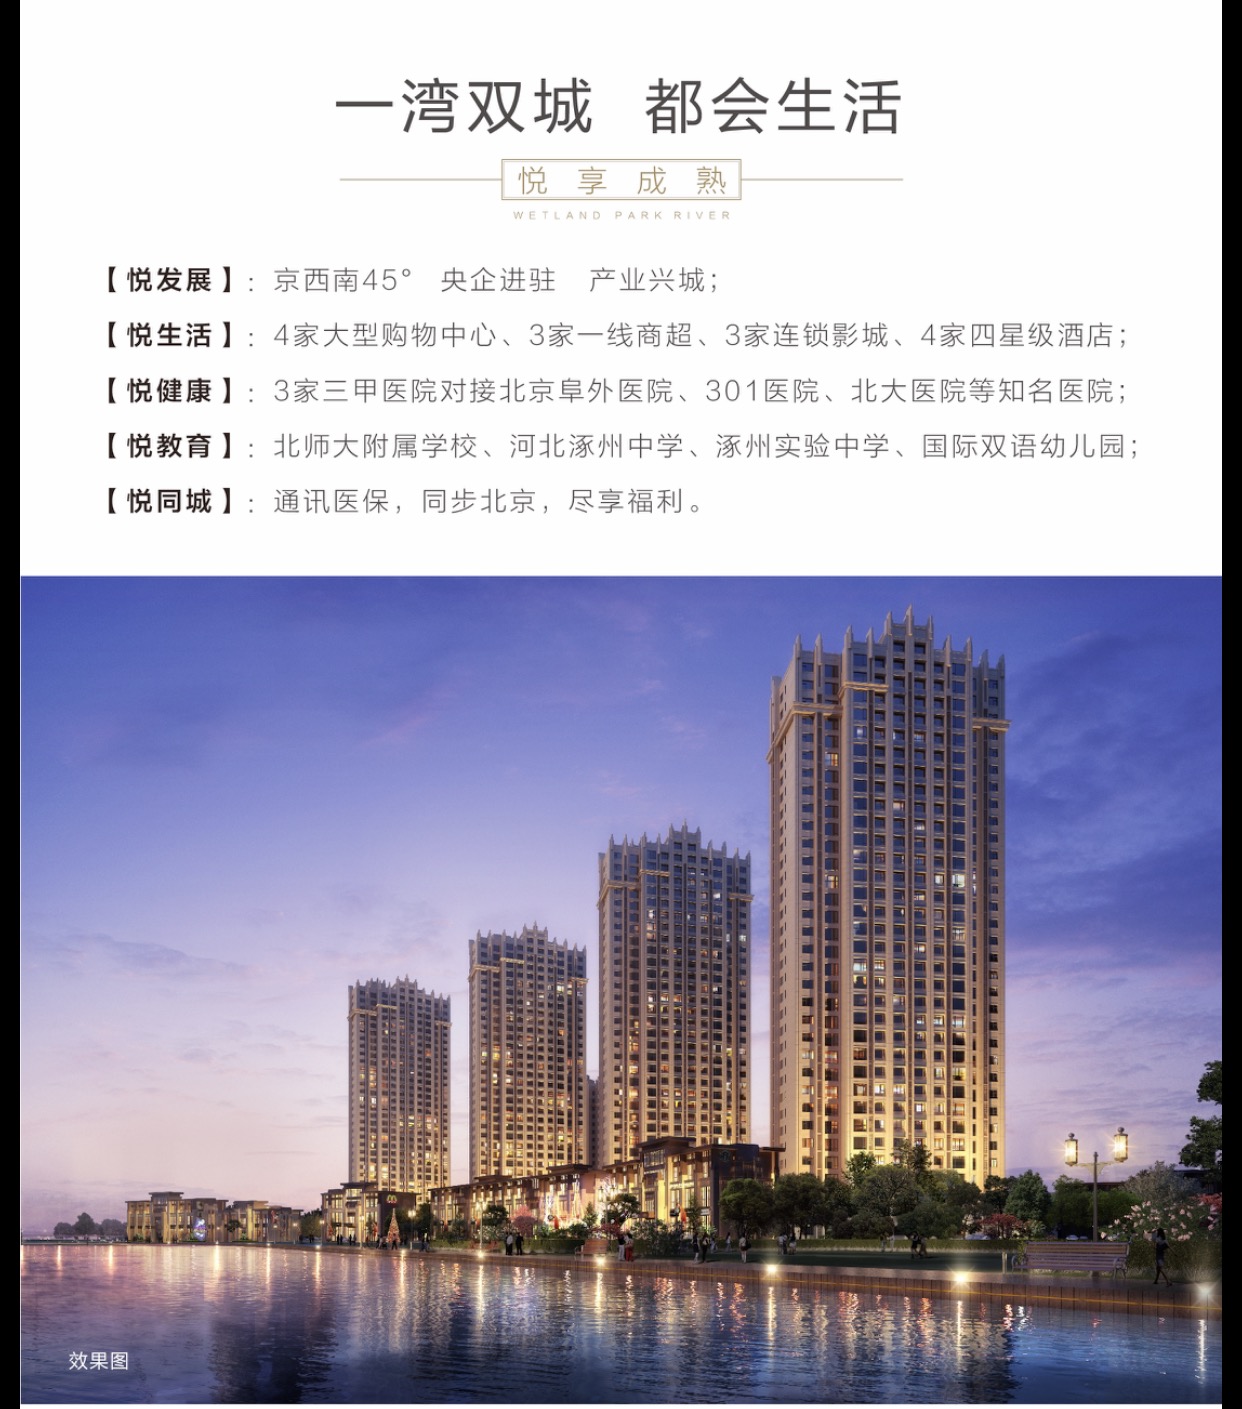 一湾双城 都会生活
悦享成熟
WETLAND PARK RIVER
【悦发展】：京西南45° 央企进驻 产业兴城；
【悦生活】：4家大型购物中心、3家一线商超、3家连锁影城、4家四星级酒店；
【悦健康】：3家三甲医院对接北京阜外医院、301医院、北大医院等知名医院；
【悦教育】：北师大附属学校、河北涿州中学、涿州实验中学、国际双语幼儿园；
【悦同城】：通讯医保，同步北京，尽享福利。
效果图